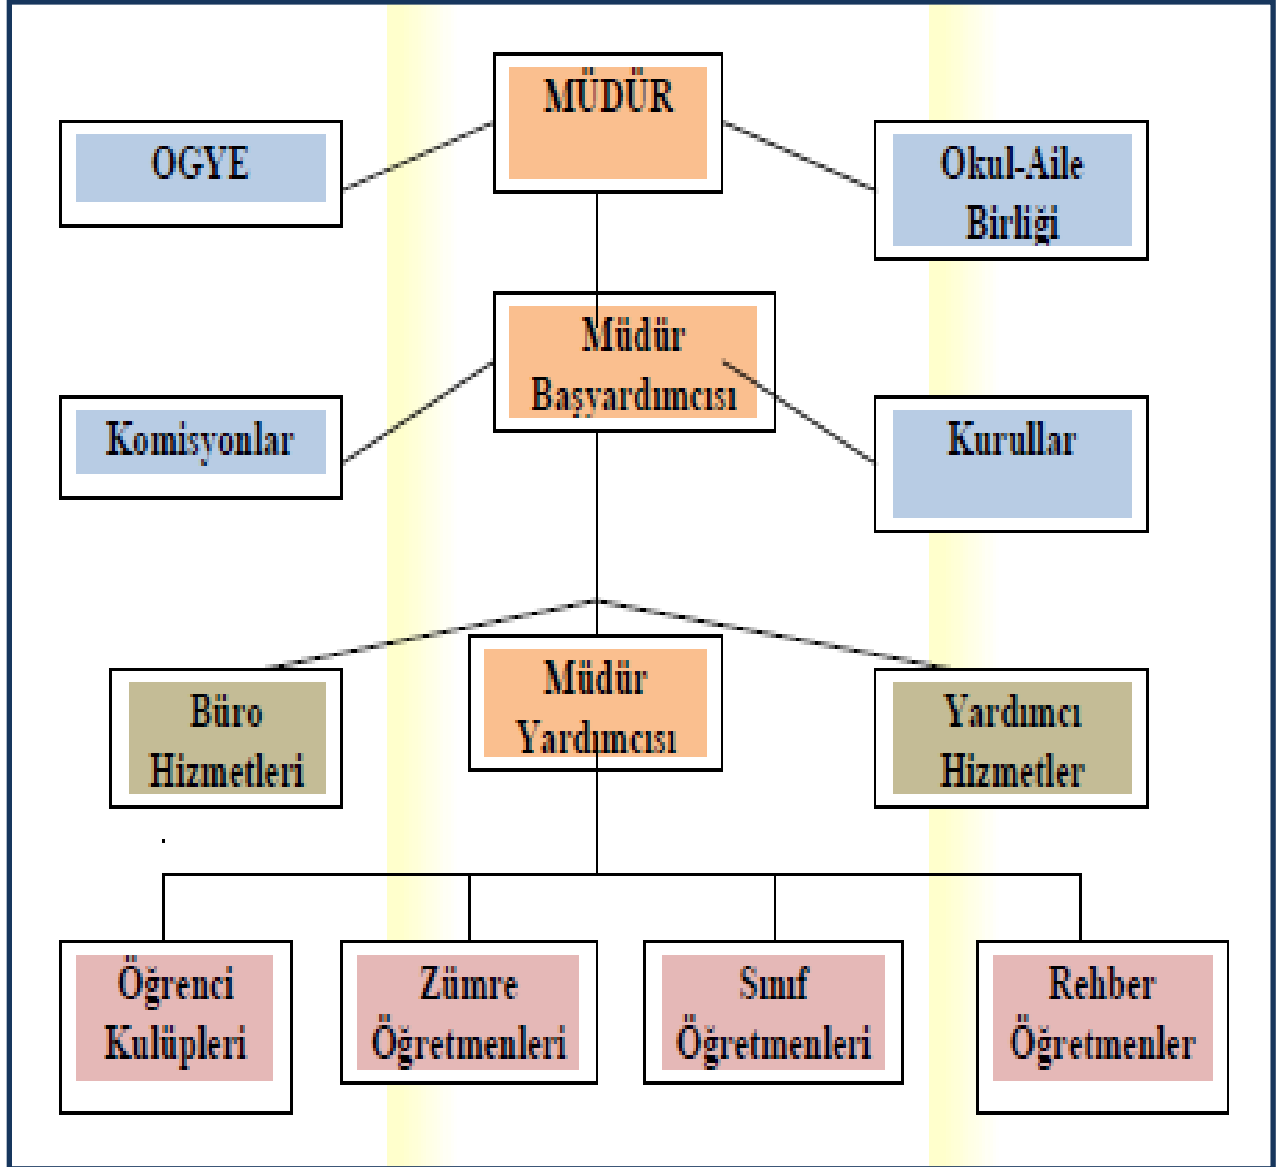 MÜDÜR
OGYE
Okul-Aile
Birliği
Müdür
Başyardımcısı
Komisyonlar
Kurullar
Müdür
Yardımcısı
Büro
Hizmetleri
Yardımcı
Hizmetler
Öğrenci
Kulüpleri
Zümre
Öğretmenleri
Sınıf
Öğretmenleri
Rehber
Öğretmenler